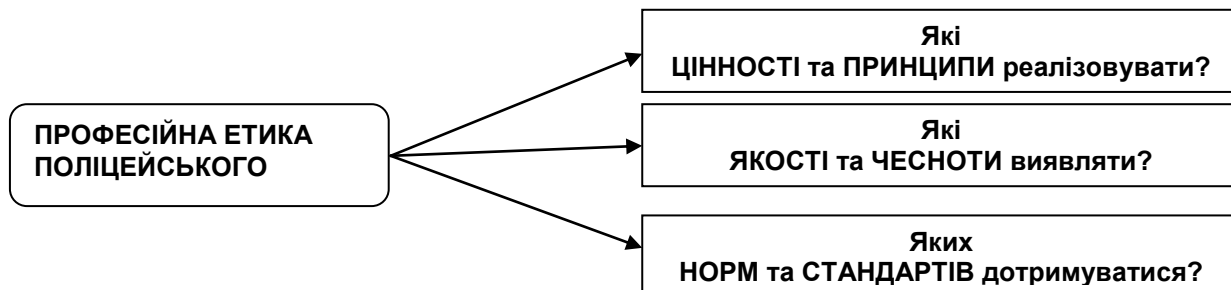 ПРОФЕСІЙНА ЕТИКА
ПОЛІЦЕЙСЬКОГО
Які
ЦІННОСТІ та ПРИНЦИПИ реалізовувати?
Які
ЯКОСТІ та ЧЕСНОТИ виявляти?
Яких
НОРМ та СТАНДАРТІВ дотримуватися?